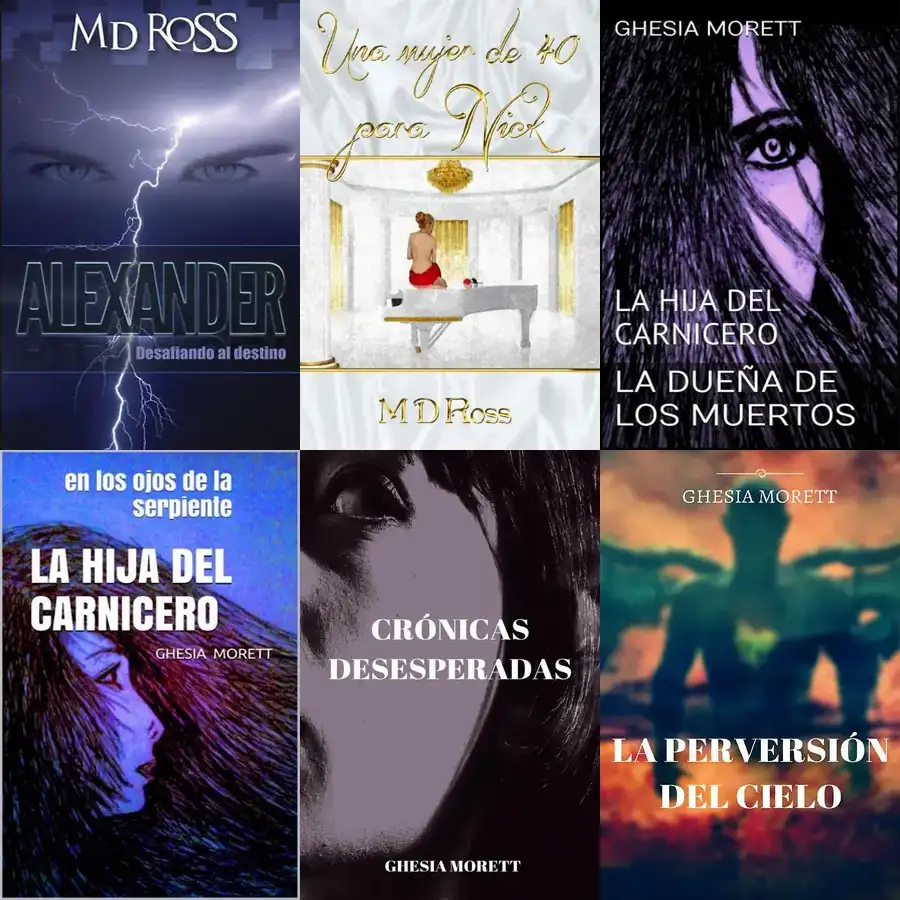 MD ROSS
ALEXANDER
Desafiando al destino
Una mujer de 40
para Nick
MD Ross
GHESIA MORETT
LA HIJA DEL
CARNICERO
LA DUEÑA DE
LOS MUERTOS
en los ojos de la
serpiente
LA HIJA DEL
CARNICERO
GHESIA MORETT
CRÓNICAS
DESESPERADAS
GHESIA MORETT
GHESIA MORETT
LA PERVERSIÓN
DEL CIELO